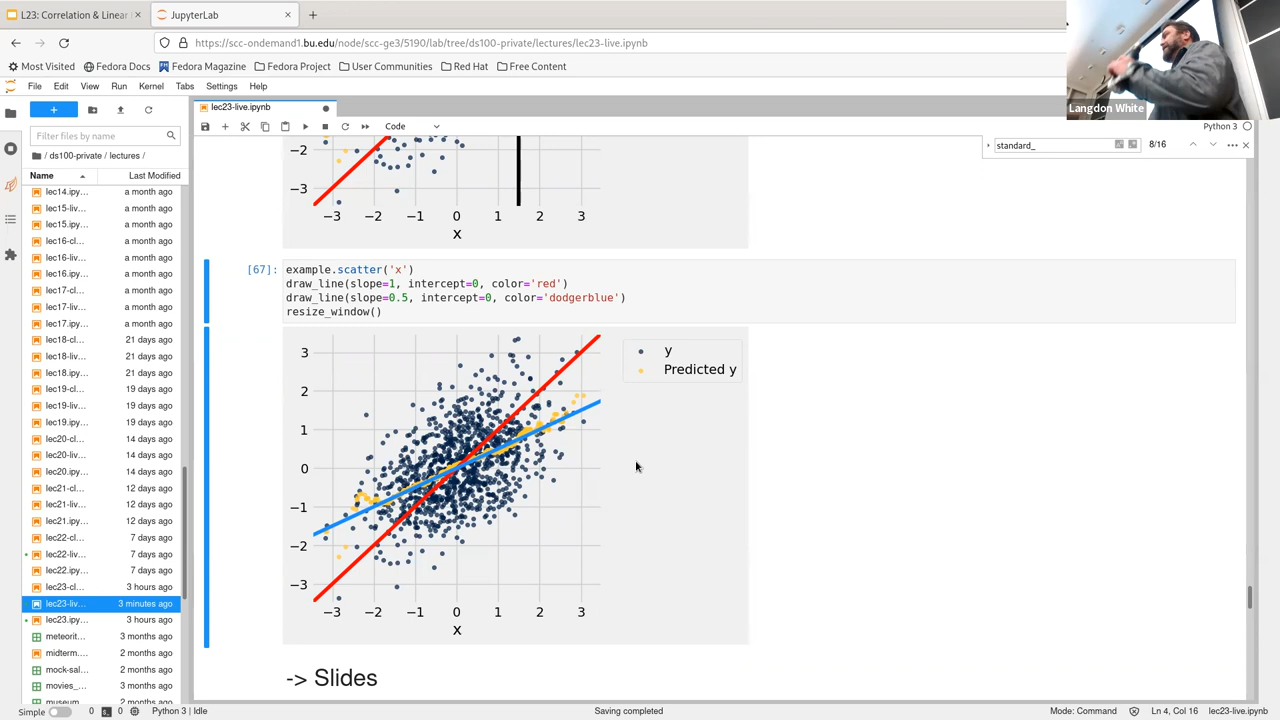 L23: Correlation & Linear
JupyterLab
https://scc-ondemand1.bu.edu/node/scc-ge3/5190/lab/tree/ds100-private/lectures/lec23-live.ipynb
Most Visited
Fedora Docs
Fedora Magazine
Fedora Project
User Communities
Red Hat
Free Content
Langdon White
File
Edit
View
Run
Kernel
Tabs
Settings
Help
lec23-live.ipynb
Code
Python 3
Filter files by name
standard_
8/16
/ ds100-private / lectures /
Name
Last Modified
lec14.ipy… a month ago
lec15-liv… a month ago
lec15.ipy… a month ago
lec16-cl… a month ago
lec16-liv… a month ago
lec16.ipy… a month ago
lec17-cl… a month ago
lec17-liv… a month ago
lec17.ipy… a month ago
lec18-cl… 21 days ago
lec18-liv… 21 days ago
lec18.ipy… 21 days ago
lec19-cl… 19 days ago
lec19-liv… 19 days ago
lec19.ipy… 19 days ago
lec20-cl… 14 days ago
lec20-liv… 14 days ago
lec20.ipy… 14 days ago
lec21-cl… 12 days ago
lec21-liv… 12 days ago
lec21.ipy… 12 days ago
lec22-cl… 7 days ago
lec22-liv… 7 days ago
lec22.ipy… 7 days ago
lec23-cl… 3 hours ago
lec23-liv… 3 minutes ago
lec23.ipy… 3 hours ago
meteorit… 3 months ago
midterm.… 2 months ago
mock-sal… 2 months ago
movies_… 3 months ago
museum… 2 months ago
−2
−3
−3 −2 −1 0 1 2 3
x
[67]:
example.scatter('x')
draw_line(slope=1, intercept=0, color='red')
draw_line(slope=0.5, intercept=0, color='dodgerblue')
resize_window()
3
2
1
0
−1
−2
−3
−3 −2 −1 0 1 2 3
x
y
Predicted y
-> Slides
Simple
0
s_
0
Python 3 | Idle
Saving completed
Mode: Command
Ln 4, Col 16
lec23-live.ipynb